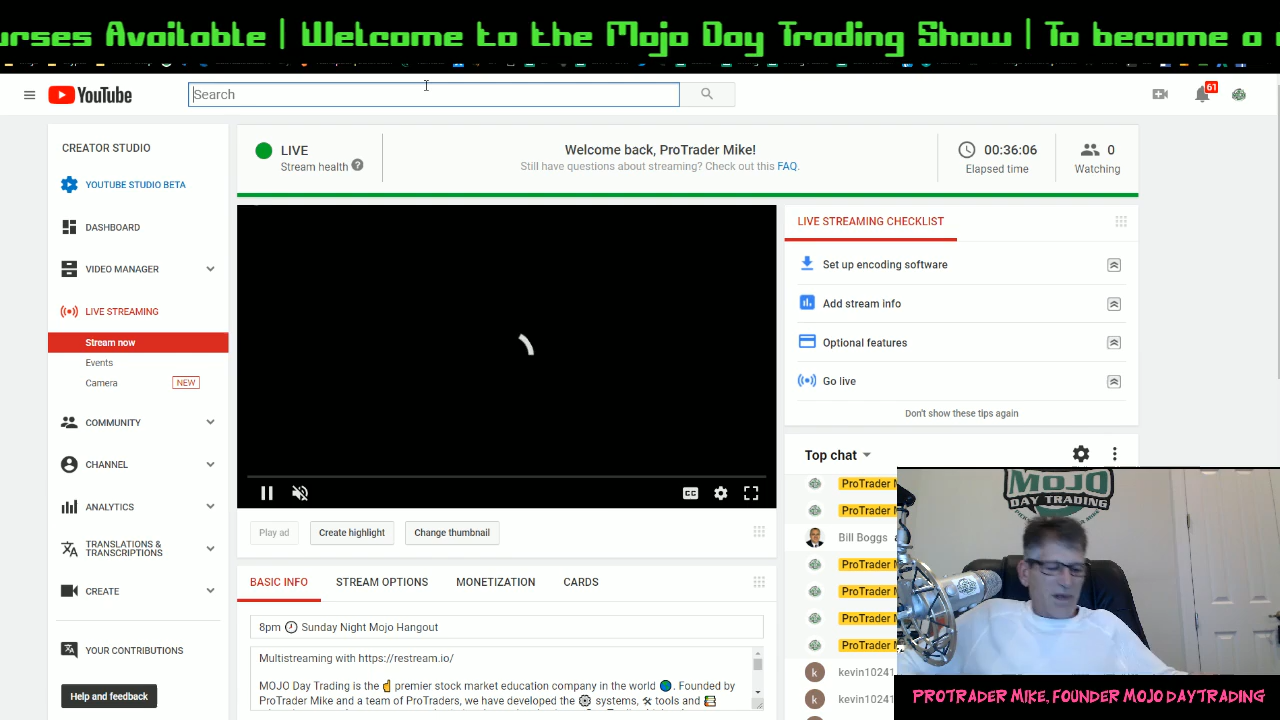 urses Available | Welcome to the Mojo Day Trading Show | To become a
YouTube
Search
61
CREATOR STUDIO
YOUTUBE STUDIO BETA
DASHBOARD
VIDEO MANAGER
LIVE STREAMING
Stream now
Events
Camera NEW
COMMUNITY
CHANNEL
ANALYTICS
TRANSLATIONS &
TRANSCRIPTIONS
CREATE
YOUR CONTRIBUTIONS
Help and feedback
LIVE
Stream health ?
Welcome back, ProTrader Mike!
Still have questions about streaming? Check out this FAQ.
00:36:06
Elapsed time
0
Watching
CC
Play ad Create highlight Change thumbnail
BASIC INFO STREAM OPTIONS MONETIZATION CARDS
8pm 🕗 Sunday Night Mojo Hangout
Multistreaming with https://restream.io/
MOJO Day Trading is the ☝ premier stock market education company in the world 🌎. Founded by
ProTrader Mike and a team of ProTraders, we have developed the ⚙ systems, 🛠 tools and 📚
LIVE STREAMING CHECKLIST
Set up encoding software
Add stream info
Optional features
Go live
Don't show these tips again
Top chat
ProTrader M
ProTrader M
Bill Boggs
ProTrader M
ProTrader M
ProTrader M
ProTrader M
kevin10241
kevin10241
MOJO
DAY TRADING
PROTRADER MIKE, FOUNDER MOJO DAYTRADING